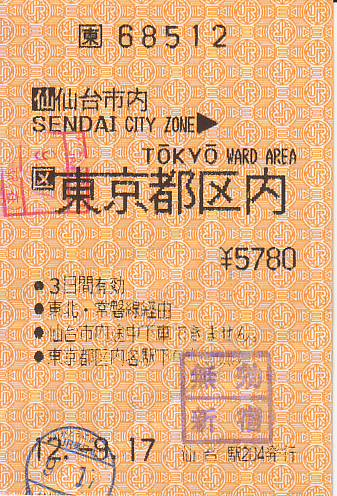 東 68512
仙 仙台市内
SENDAI CITY ZONE▶
TŌKYŌ WARD AREA
区 東京都区内
¥5780
●3日間有効
●東北・常磐線経由
●仙台市内途中下車できません。
●東京都区内各駅下
無効
新宿
12.-9.17
仙台駅204発行